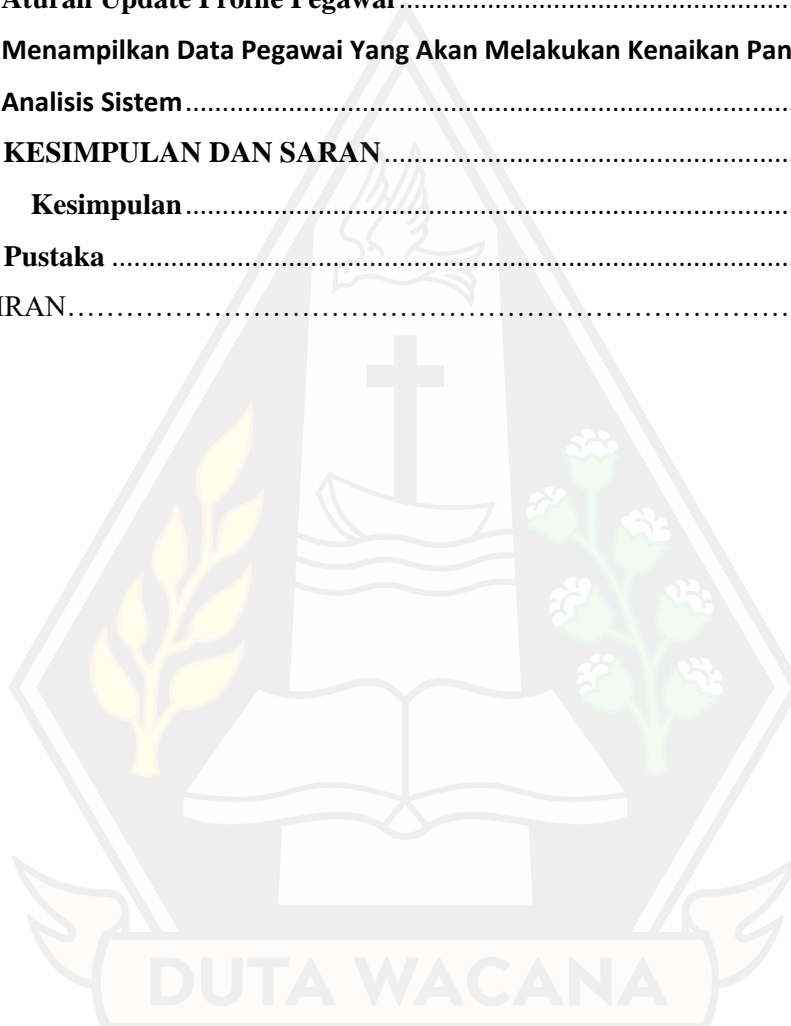 Aturan Update Profile Pegawai
Menampilkan Data Pegawai Yang Akan Melakukan Kenaikan Pan
Analisis Sistem
KESIMPULAN DAN SARAN
Kesimpulan
Pustaka
IRAN
DUTA WACANA